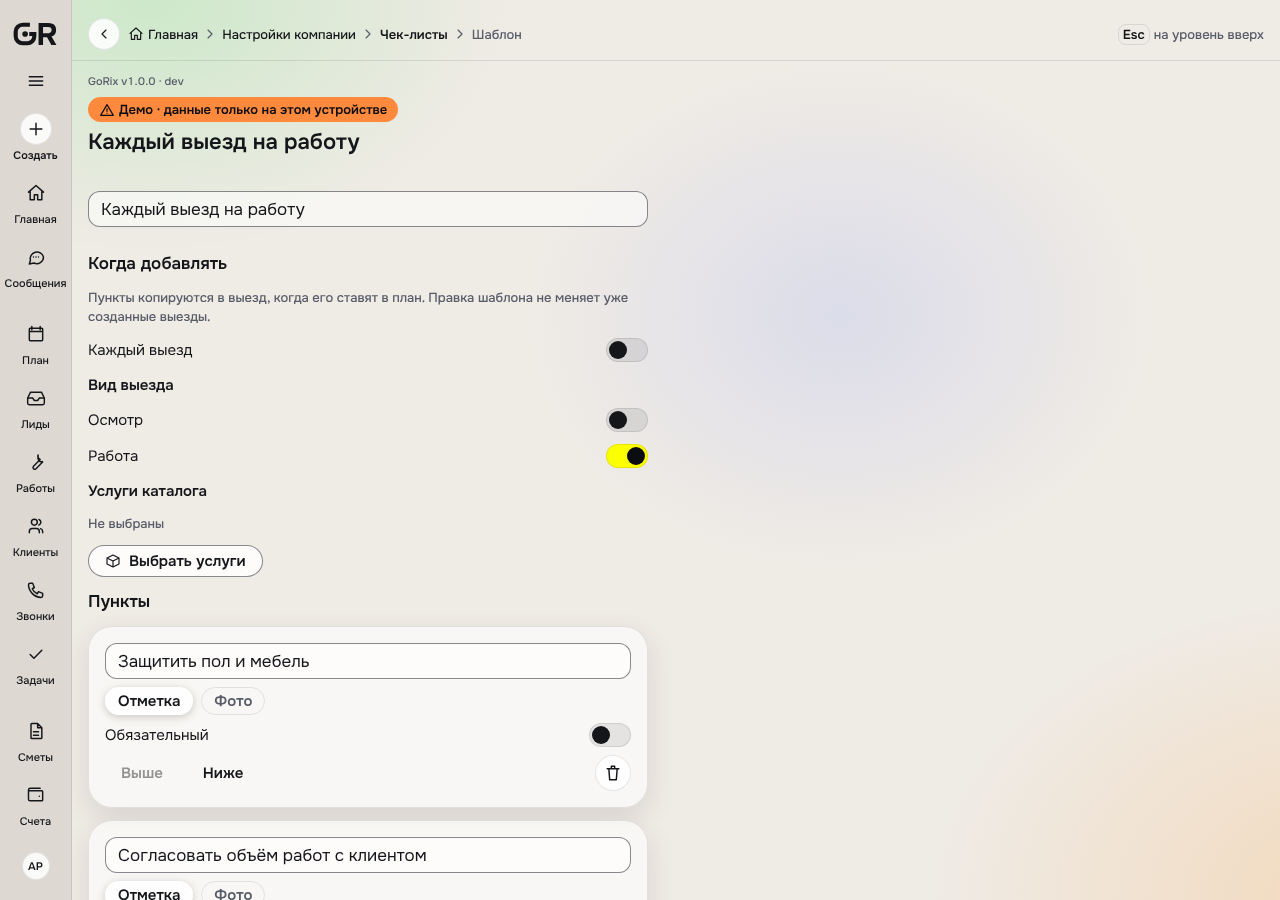 GR
Главная
Настройки компании
Чек-листы
Шаблон
Esc на уровень вверх
GoRix v1.0.0 · dev
Демо · данные только на этом устройстве
Каждый выезд на работу
Создать
Главная
Сообщения
План
Лиды
Работы
Клиенты
Звонки
Задачи
Сметы
Счета
AP
Каждый выезд на работу
Когда добавлять
Пункты копируются в выезд, когда его ставят в план. Правка шаблона не меняет уже
созданные выезды.
Каждый выезд
Вид выезда
Осмотр
Работа
Услуги каталога
Не выбраны
Выбрать услуги
Пункты
Защитить пол и мебель
Отметка Фото
Обязательный
Выше Ниже
Согласовать объём работ с клиентом
Отметка Фото